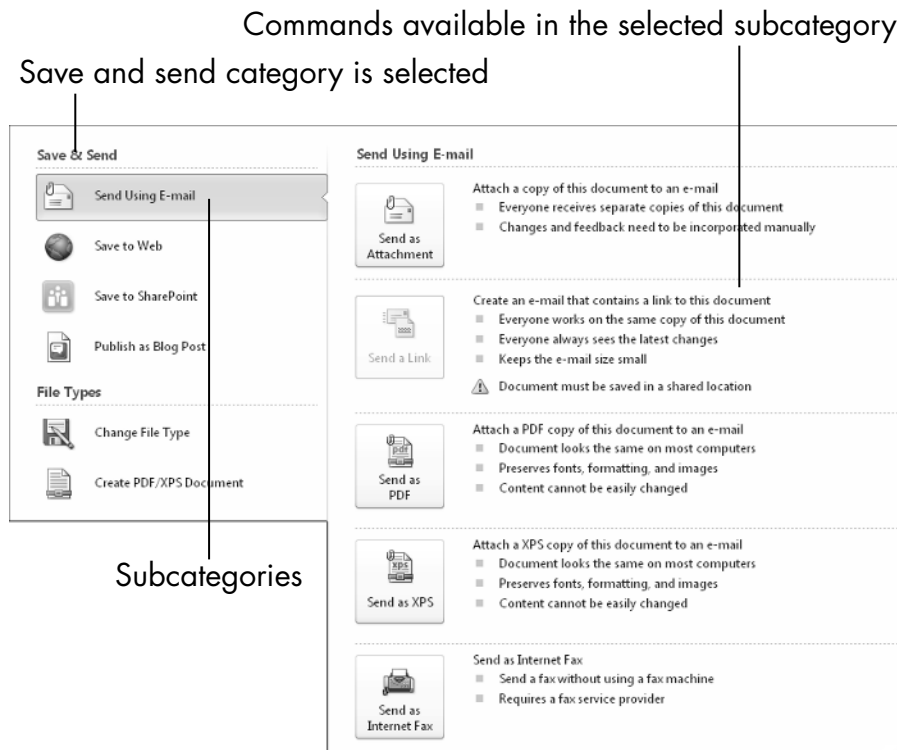 Commands available in the selected subcategory
Save and send category is selected
Save & Send
Send Using E-mail
Save to Web
Save to SharePoint
Publish as Blog Post
File Types
Change File Type
Create PDF/XPS Document
Subcategories
Send Using E-mail
Send as
Attachment
Attach a copy of this document to an e-mail
Everyone receives separate copies of this document
Changes and feedback need to be incorporated manually
Send a Link
Create an e-mail that contains a link to this document
Everyone works on the same copy of this document
Everyone always sees the latest changes
Keeps the e-mail size small
Document must be saved in a shared location
pdf
Send as
PDF
Attach a PDF copy of this document to an e-mail
Document looks the same on most computers
Preserves fonts, formatting, and images
Content cannot be easily changed
xps
Send as XPS
Attach a XPS copy of this document to an e-mail
Document looks the same on most computers
Preserves fonts, formatting, and images
Content cannot be easily changed
Send as
Internet Fax
Send as Internet Fax
Send a fax without using a fax machine
Requires a fax service provider